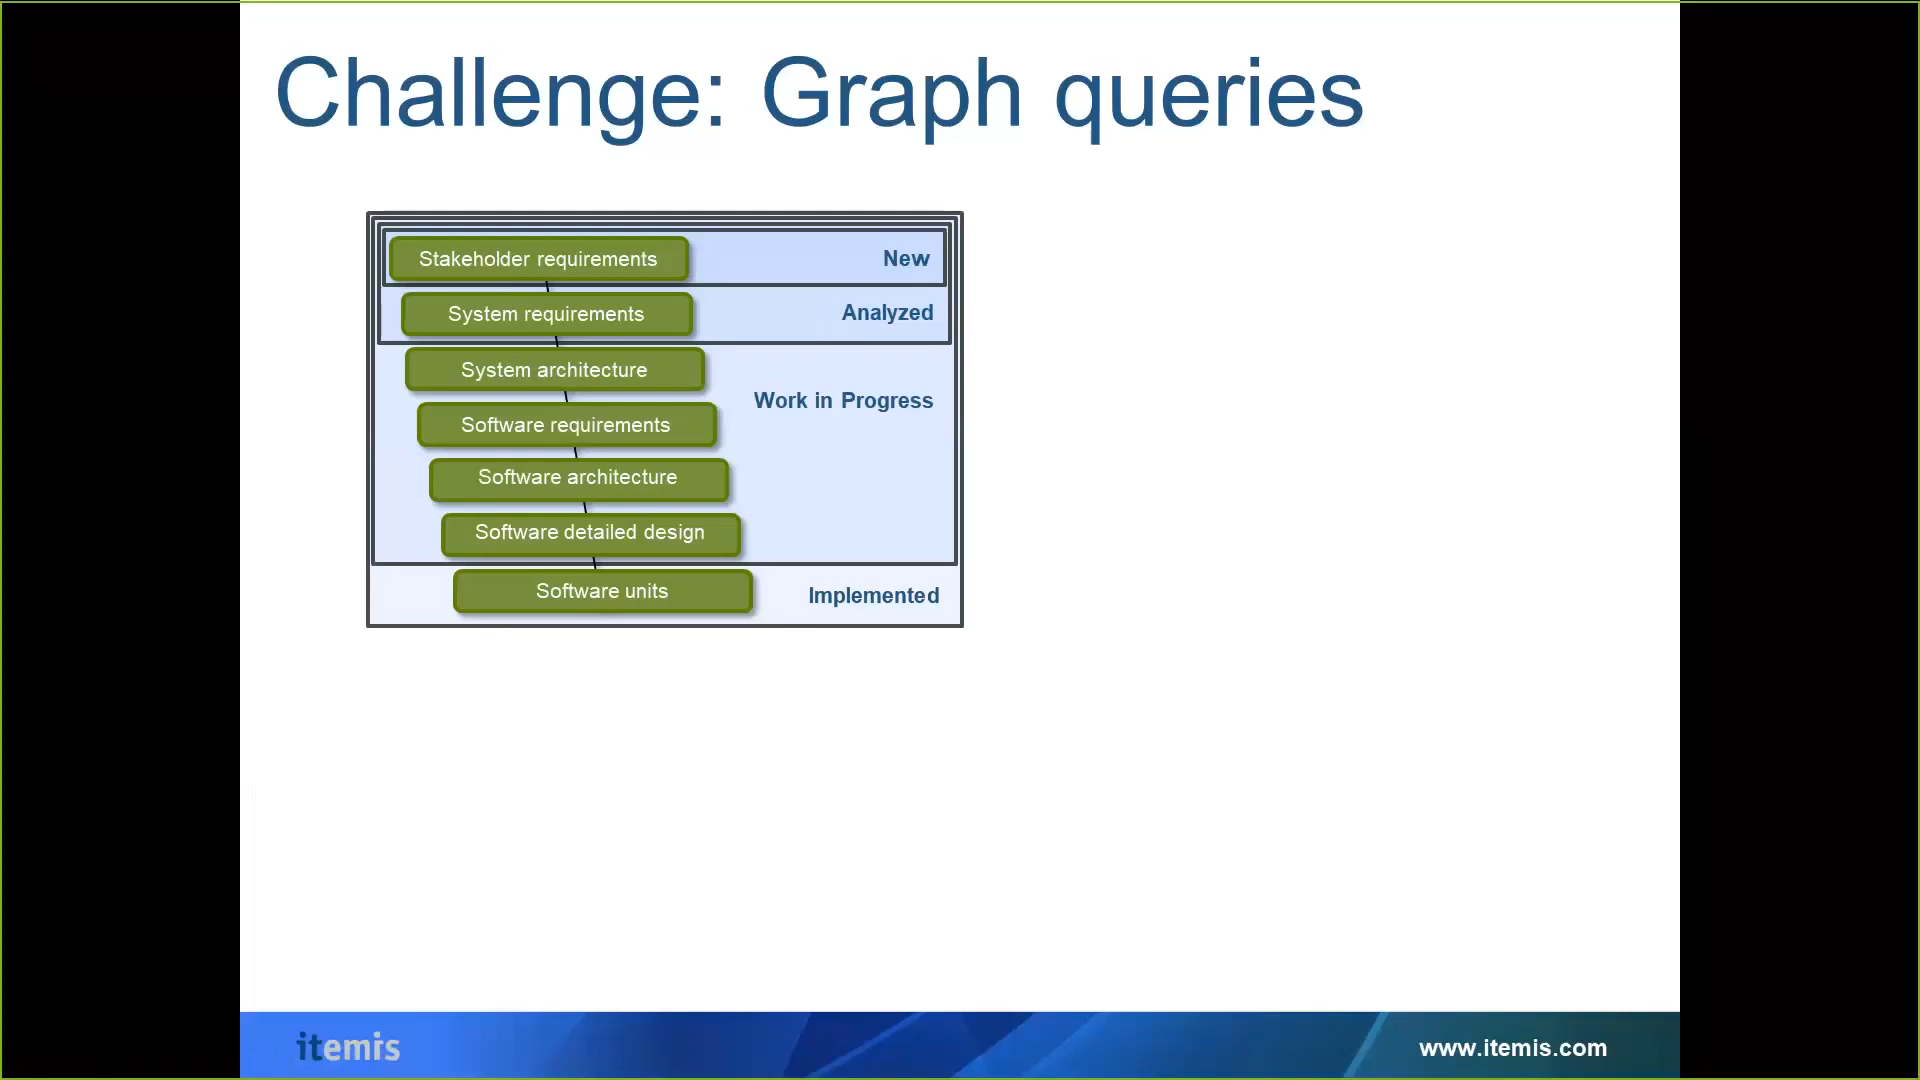 Challenge: Graph queries
Stakeholder requirements
New
System requirements
Analyzed
System architecture
Work in Progress
Software requirements
Software architecture
Software detailed design
Software units
Implemented
itemis
www.itemis.com